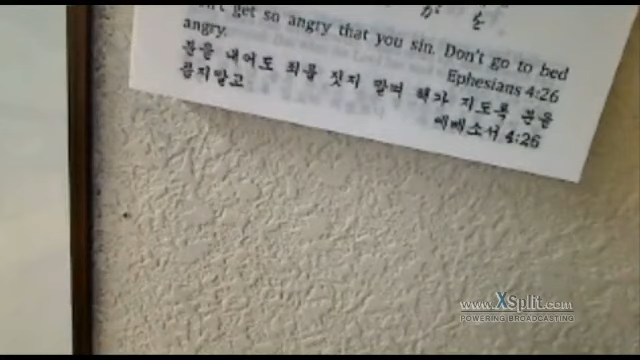 n't get so angry that you sin. Don't go to bed
angry.
Ephesians 4:26
분을 내어도 죄를 짓지 말며 해가 지도록 분을
품지말고
에베소서 4:26
www.XSplit.com
POWERING BROADCASTING